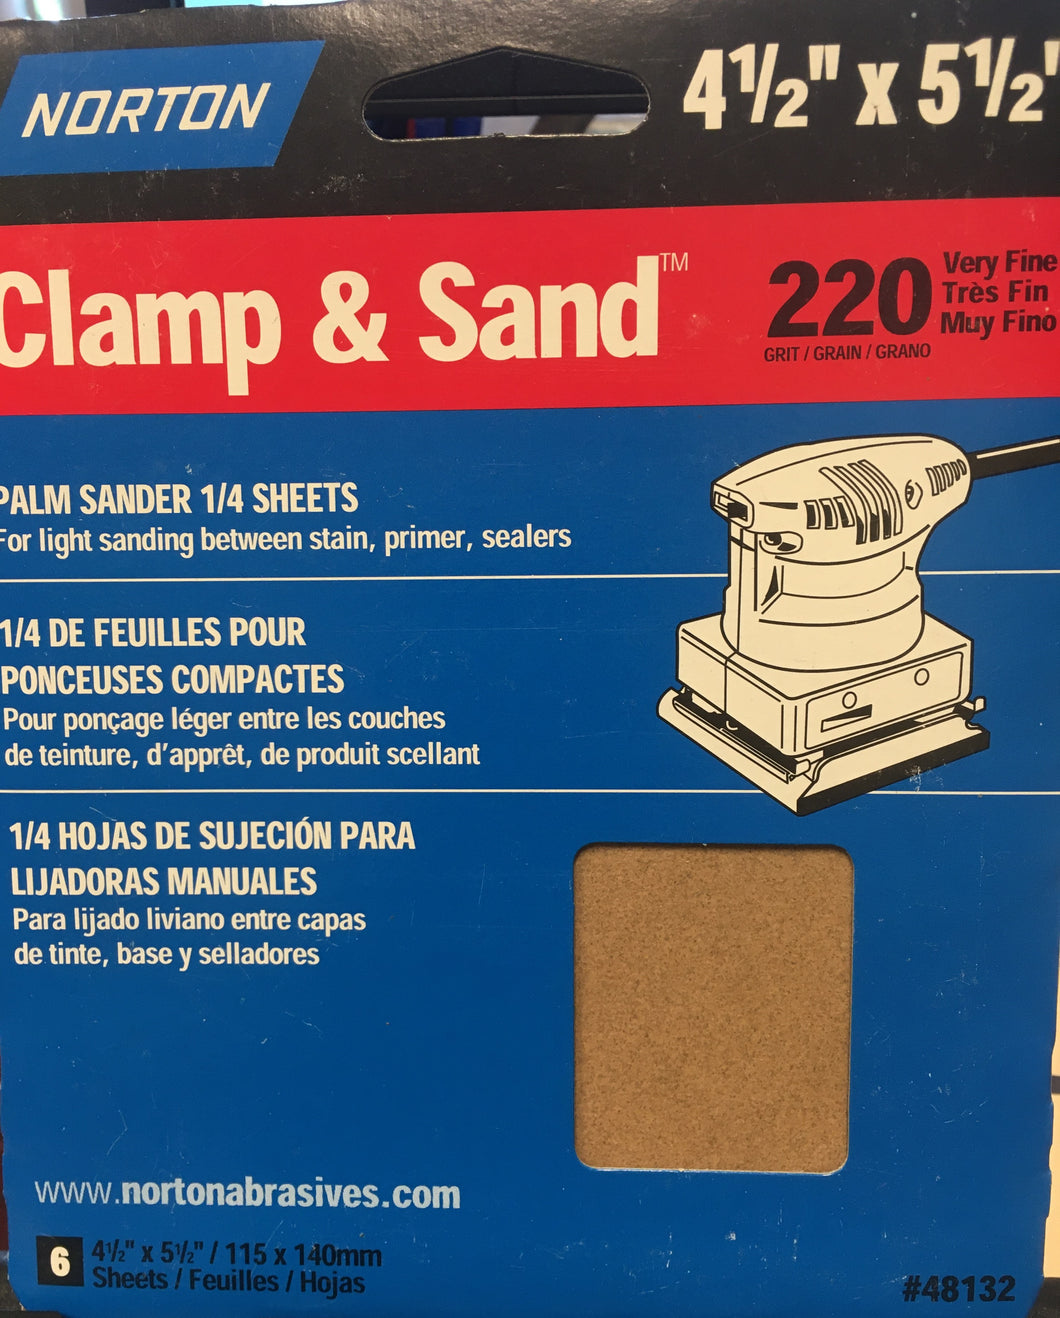 NORTON
4½" x 5½"
Clamp & Sand™
220
GRIT / GRAIN / GRANO
Very Fine
Très Fin
Muy Fino
PALM SANDER 1/4 SHEETS
For light sanding between stain, primer, sealers
1/4 DE FEUILLES POUR
PONCEUSES COMPACTES
Pour ponçage léger entre les couches
de teinture, d'apprêt, de produit scellant
1/4 HOJAS DE SUJECIÓN PARA
LIJADORAS MANUALES
Para lijado liviano entre capas
de tinte, base y selladores
www.nortonabrasives.com
6
4½" x 5½" / 115 x 140mm
Sheets / Feuilles / Hojas
#48132